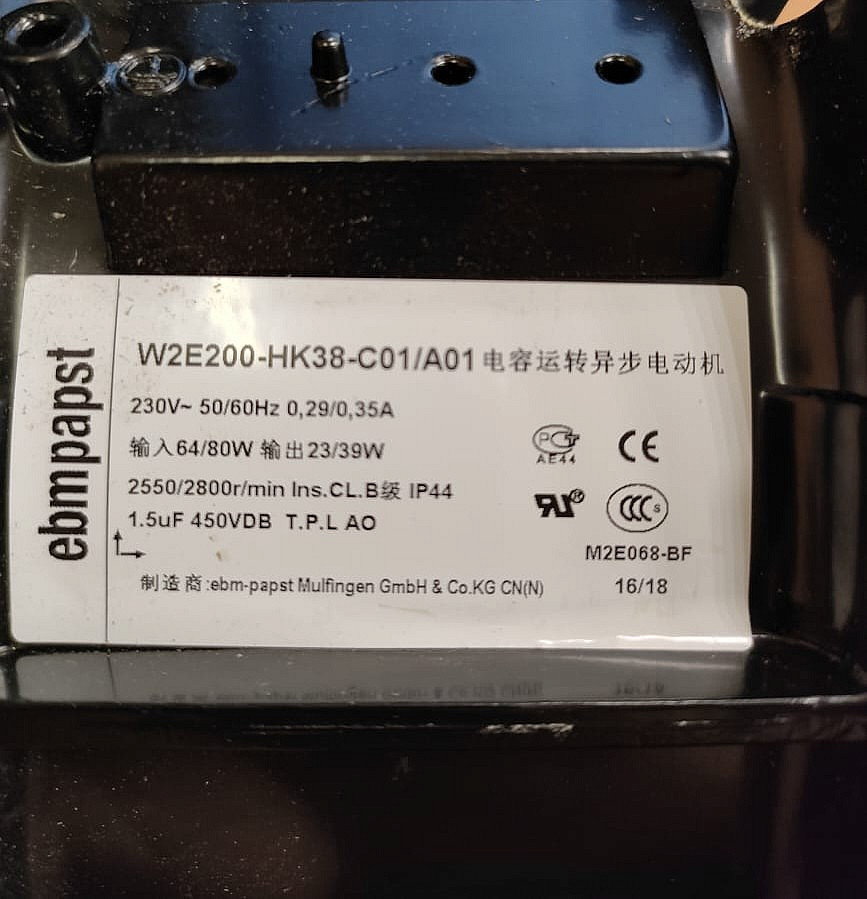 ebmpapst
W2E200-HK38-C01/A01 电容运转异步电动机
230V~ 50/60Hz 0,29/0,35A
输入64/80W 输出23/39W
2550/2800r/min Ins.CL.B级 IP44
1.5uF 450VDB T.P.L AO
PCT
AE44
CE
RU®
CCC S
M2E068-BF
制造商:ebm-papst Mulfingen GmbH & Co.KG CN(N)
16/18